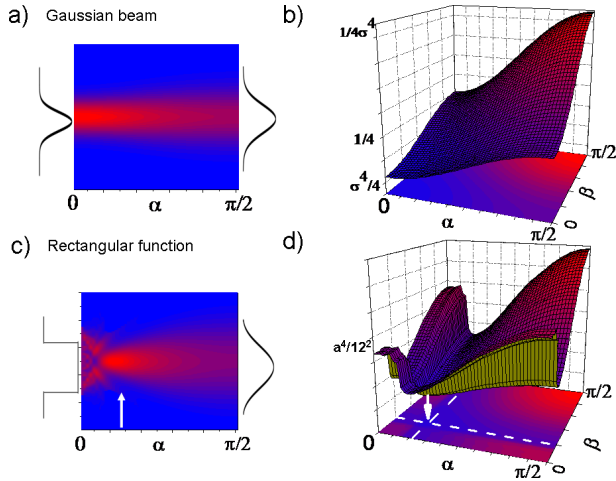 a) Gaussian beam
0 α π/2
b)
1/4σ⁴
1/4
σ⁴/4
0
α
π/2
0
β
π/2
c) Rectangular function
0 α π/2
d)
a⁴/12²
0
α
π/2
0
β
π/2